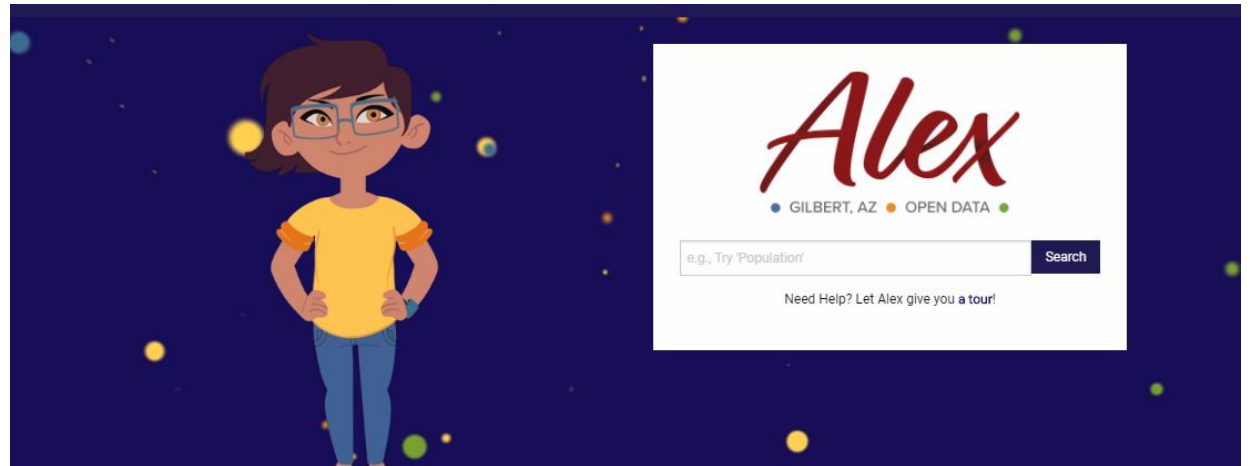 Alex
GILBERT, AZ OPEN DATA
e.g., Try 'Population' Search
Need Help? Let Alex give you a tour!